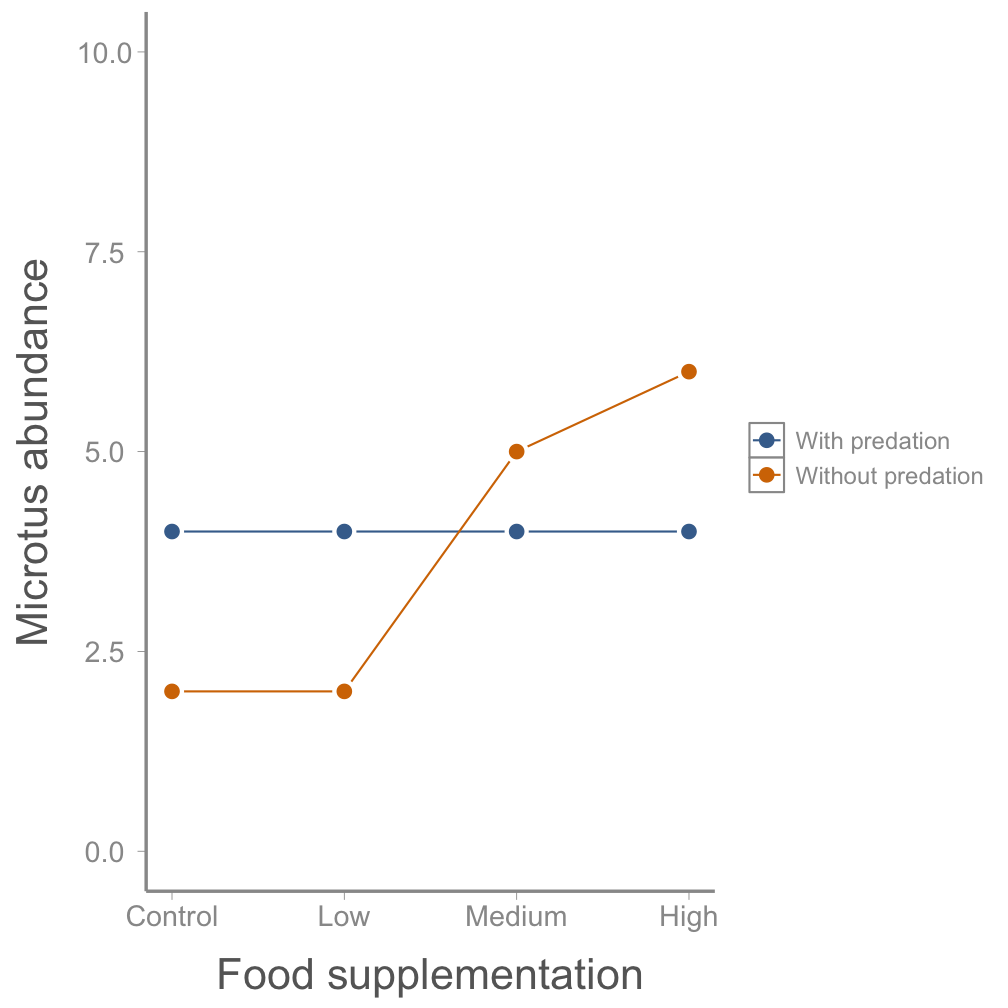 10.0
7.5
5.0
2.5
0.0
Microtus abundance
Control Low Medium High
Food supplementation
With predation
Without predation